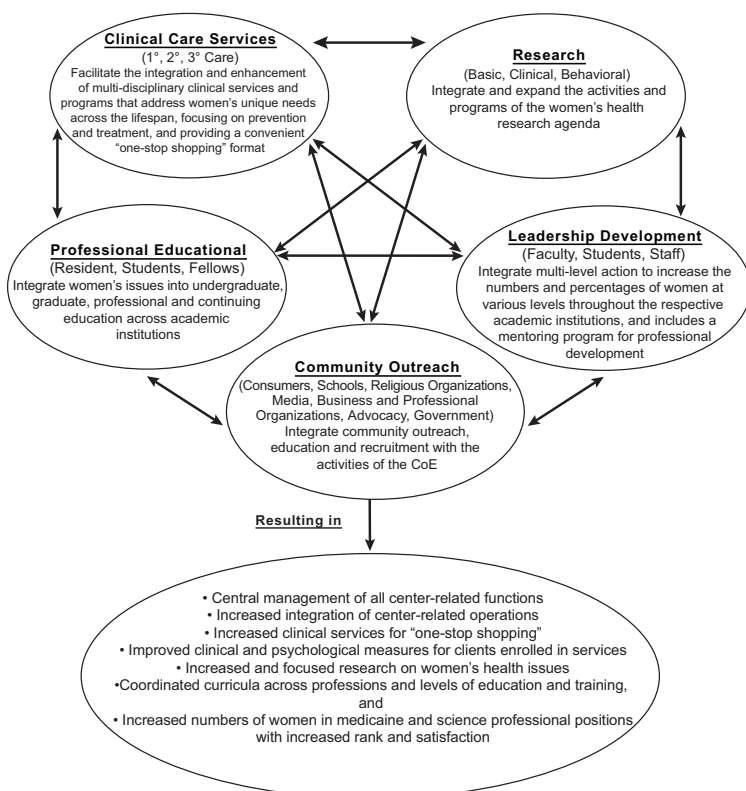 Clinical Care Services
(1°, 2°, 3° Care)
Facilitate the integration and enhancement
of multi-disciplinary clinical services and
programs that address women’s unique needs
across the lifespan, focusing on prevention
and treatment, and providing a convenient
“one-stop shopping” format
Research
(Basic, Clinical, Behavioral)
Integrate and expand the activities and
programs of the women’s health
research agenda
Professional Educational
(Resident, Students, Fellows)
Integrate women’s issues into undergraduate,
graduate, professional and continuing
education across academic
institutions
Leadership Development
(Faculty, Students, Staff)
Integrate multi-level action to increase the
numbers and percentages of women at
various levels throughout the respective
academic institutions, and includes a
mentoring program for professional
development
Community Outreach
(Consumers, Schools, Religious Organizations,
Media, Business and Professional
Organizations, Advocacy, Government)
Integrate community outreach,
education and recruitment with the
activities of the CoE
Resulting in
• Central management of all center-related functions
• Increased integration of center-related operations
• Increased clinical services for “one-stop shopping”
• Improved clinical and psychological measures for clients enrolled in services
• Increased and focused research on women’s health issues
•Coordinated curricula across professions and levels of education and training,
and
• Increased numbers of women in medicaine and science professional positions
with increased rank and satisfaction